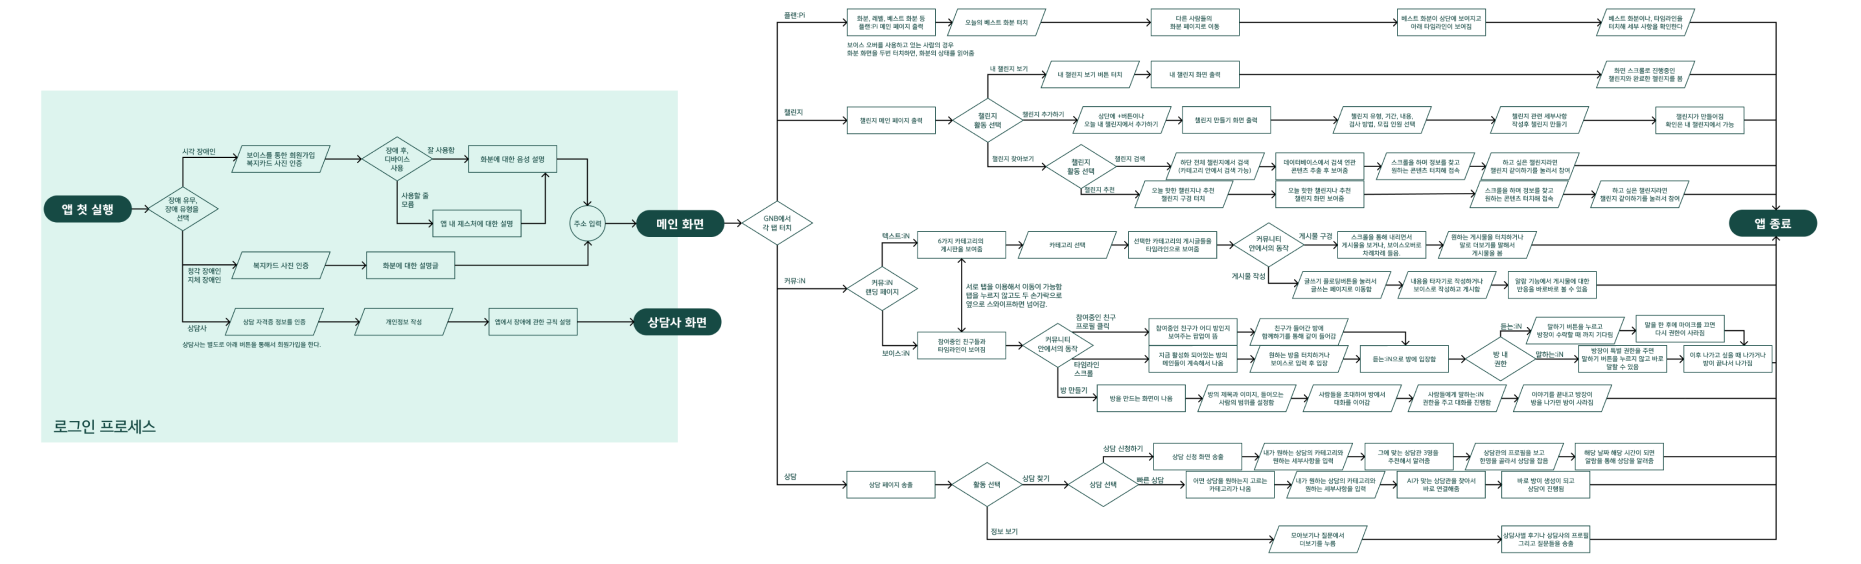 앱 첫 실행
장애 유무,
장애 유형을
선택
시각 장애인
보이스를 통한 회원가입
복지카드 사진 인증
장애 후,
디바이스
사용
잘 사용함
화분에 대한 음성 설명
사용할 줄
모름
앱 내 제스처에 대한 설명
주소 입력
청각 장애인
지체 장애인
복지카드 사진 인증
화분에 대한 설명글
상담사
상담 자격증 정보를 인증
개인정보 작성
앱에서 장애에 관한 규칙 설명
상담사는 별도로 아래 버튼을 통해서 회원가입을 한다.
상담사 화면
로그인 프로세스
메인 화면
GNB에서
각 탭 터치
플랜:PI
화분, 레벨, 베스트 화분 등
플랜:PI 메인 페이지 출력
오늘의 베스트 화분 터치
다른 사람들의
화분 페이지로 이동
베스트 화분이 상단에 보여지고
아래 타임라인이 보여짐
베스트 화분이나, 타임라인을
터치해 세부 사항을 확인한다
보이스 오버를 사용하고 있는 사람의 경우
화분 화면을 두번 터치하면, 화분의 상태를 읽어줌
챌린지
챌린지 메인 페이지 출력
챌린지
활동 선택
내 챌린지 보기
내 챌린지 보기 버튼 터치
내 챌린지 화면 출력
화면 스크롤로 진행중인
챌린지와 완료한 챌린지를 봄
챌린지 추가하기
상단에 +버튼이나
오늘 내 챌린지에서 추가하기
챌린지 만들기 화면 출력
챌린지 유형, 기간, 내용,
검사 방법, 모집 인원 선택
챌린지 관련 세부사항
작성후 챌린지 만들기
챌린지가 만들어짐
확인은 내 챌린지에서 가능
챌린지 찾아보기
챌린지
활동 선택
챌린지 검색
하단 전체 챌린지에서 검색
(카테고리 안에서 검색 가능)
데이터베이스에서 검색 연관
콘텐츠 추출 후 보여줌
스크롤을 하며 정보를 찾고
원하는 콘텐츠 터치해 접속
하고 싶은 챌린지라면
챌린지 같이하기를 눌러서 참여
챌린지 추천
오늘 핫한 챌린지나 추천
챌린지 구경 터치
오늘 핫한 챌린지나 추천
챌린지 화면 보여줌
스크롤을 하며 정보를 찾고
원하는 콘텐츠 터치해 접속
하고 싶은 챌린지라면
챌린지 같이하기를 눌러서 참여
앱 종료
커뮤:iN
커뮤:iN
랜딩 페이지
텍스트:iN
6가지 카테고리의
게시판을 보여줌
카테고리 선택
선택한 카테고리의 게시글들을
타임라인으로 보여줌
커뮤니티
안에서의 동작
게시물 구경
스크롤을 통해 내리면서
게시물을 보거나, 보이스오버로
차례차례 들음.
원하는 게시물을 터치하거나
말로 더보기를 말해서
게시물을 봄
게시물 작성
글쓰기 플로팅버튼을 눌러서
글쓰는 페이지로 이동함
내용을 타자기로 작성하거나
보이스로 작성하고 게시함
알람 기능에서 게시물에 대한
반응을 바로바로 볼 수 있음
서로 탭을 이용해서 이동이 가능함
탭을 누르지 않고도 두 손가락으로
옆으로 스와이프하면 넘어감.
보이스:iN
참여중인 친구들과
타임라인이 보여짐
커뮤니티
안에서의 동작
참여중인 친구
프로필 클릭
참여중인 친구가 어디 방인지
보여주는 팝업이 뜸
친구가 들어간 방에
함께하기를 통해 같이 들어감
타임라인
스크롤
지금 활성화 되어있는 방의
메인들이 계속해서 나옴
원하는 방을 터치하거나
보이스로 입력 후 입장
듣는:iN으로 방에 입장함
방 내
권한
듣는:iN
말하기 버튼을 누르고
방장이 수락할 때 까지 기다림
말을 한 후에 마이크를 끄면
다시 권한이 사라짐
말하는:iN
방장이 특별 권한을 주면
말하기 버튼을 누르지 않고 바로
말할 수 있음
이후 나가고 싶을 때 나가거나
방이 끝나서 나가짐
방 만들기
방을 만드는 화면이 나옴
방의 제목과 이미지, 들어오는
사람의 범위를 설정함
사람들을 초대하며 방에서
대화를 이어감
사람들에게 말하는:iN
권한을 주고 대화를 진행함
이야기를 끝내고 방장이
방을 나가면 방이 사라짐
상담
상담 페이지 송출
활동 선택
상담 찾기
상담 선택
상담 신청하기
상담 신청 화면 송출
내가 원하는 상담의 카테고리와
원하는 세부사항을 입력
그에 맞는 상담관 3명을
추천해서 알려줌
상담관의 프로필을 보고
한명을 골라서 상담을 잡음
해당 날짜 해당 시간이 되면
알람을 통해 상담을 알려줌
빠른 상담
어떤 상담을 원하는지 고르는
카테고리가 나옴
내가 원하는 상담의 카테고리와
원하는 세부사항을 입력
AI가 맞는 상담관을 찾아서
바로 연결해줌
바로 방이 생성이 되고
상담이 진행됨
정보 보기
모아보기나 질문에서
더보기를 누름
상담사별 후기나 상담사의 프로필
그리고 질문들을 송출